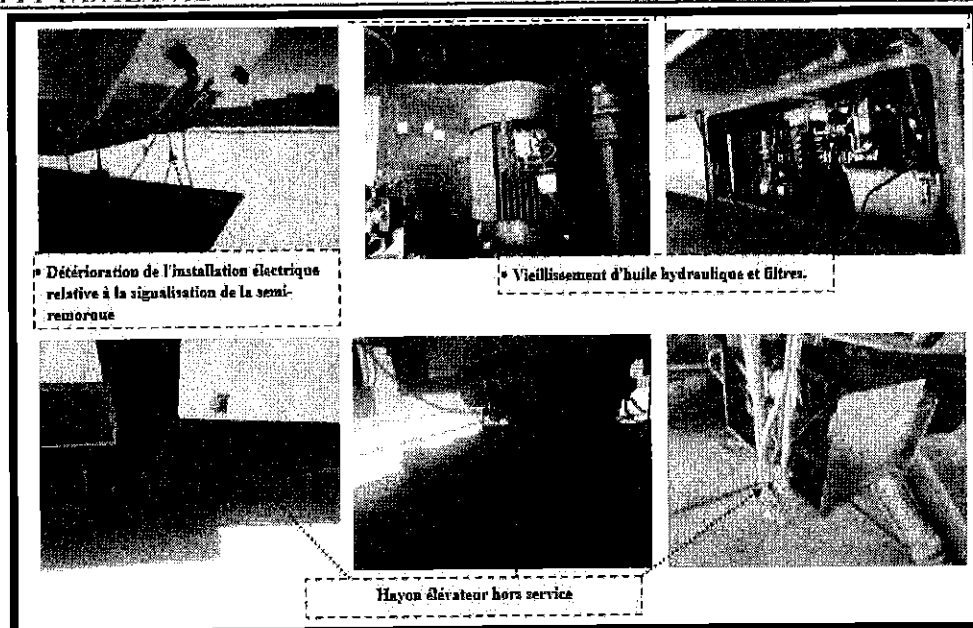 • Détérioration de l'installation électrique
relative à la signalisation de la semi-
remorque
• Vieillissement d'huile hydraulique et filtres.
Hayon élévateur hors service